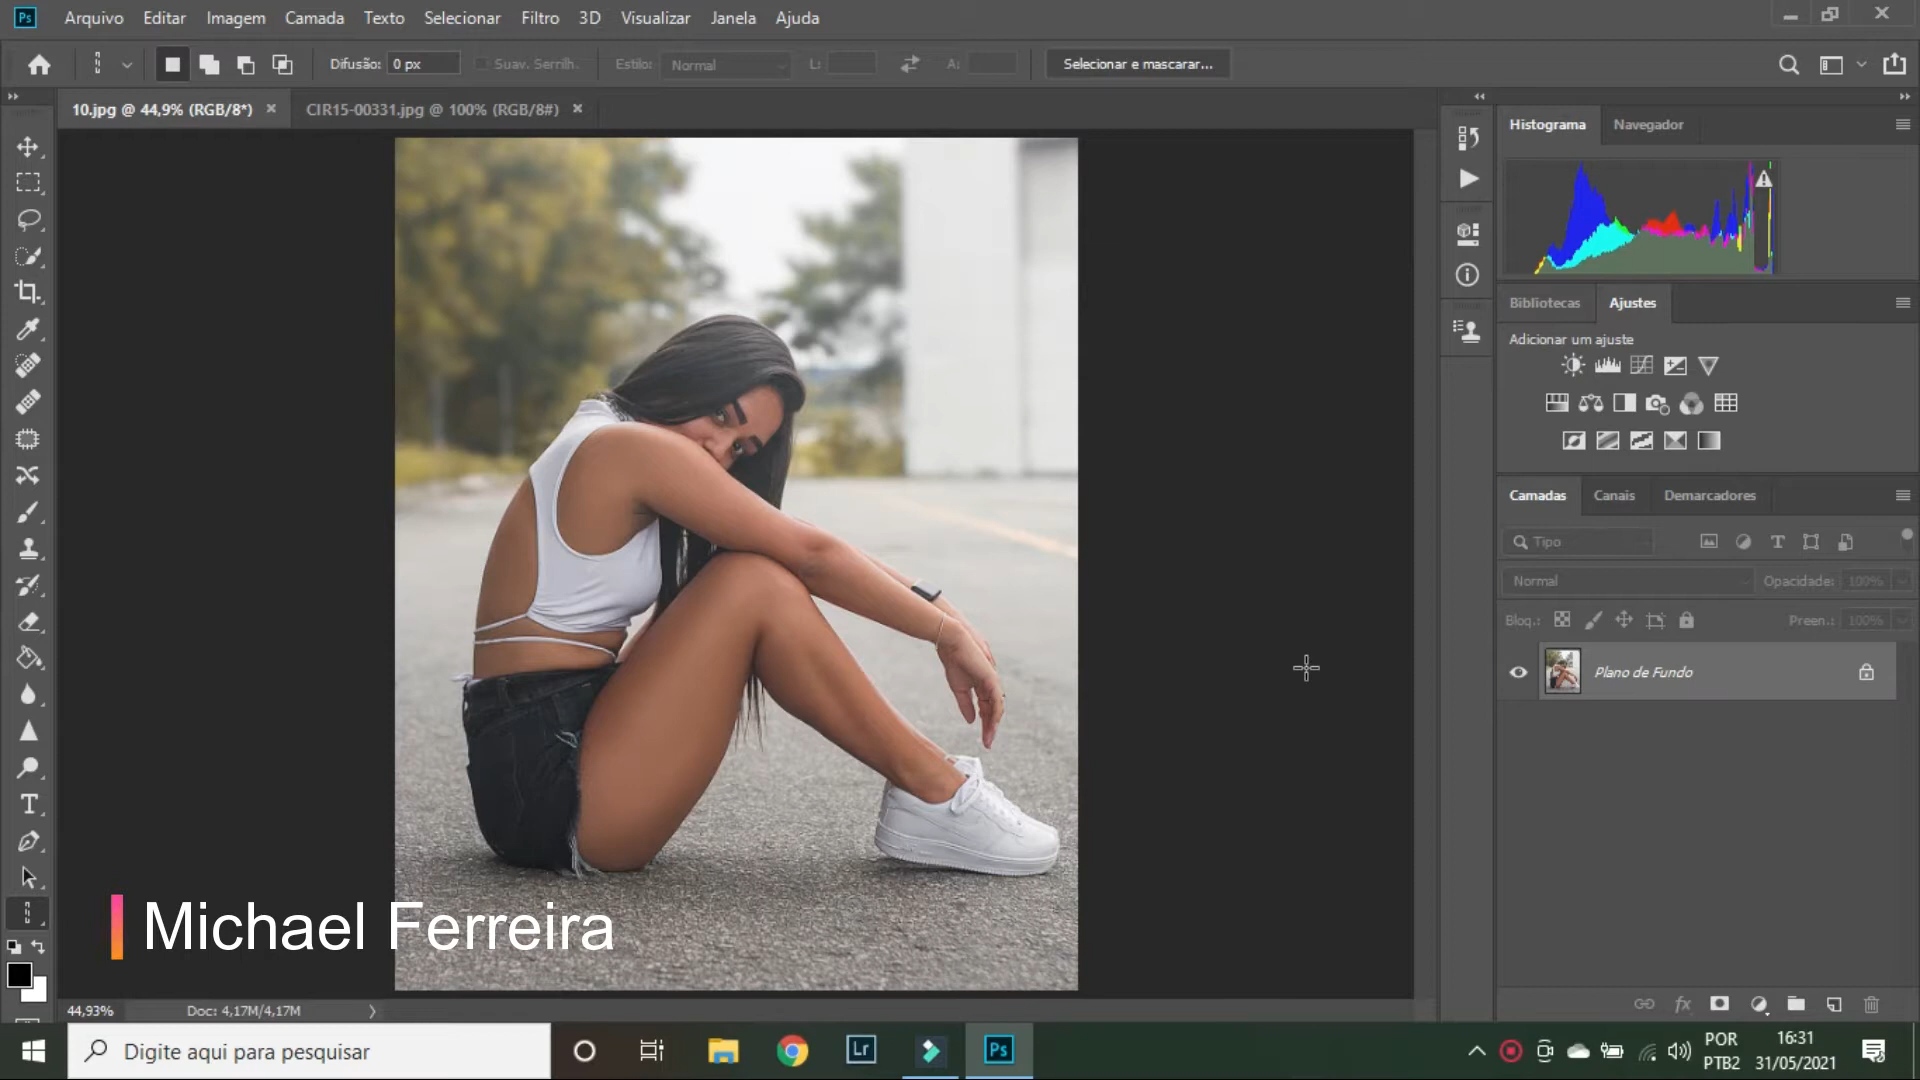 Ps Arquivo Editar Imagem Camada Texto Selecionar Filtro 3D Visualizar Janela Ajuda
Difusão: 0 px Suav. Serrilh. Estilo: Normal L: A: Selecionar e mascarar...
10.jpg @ 44,9% (RGB/8*) CIR15-00331.jpg @ 100% (RGB/8#)
Histograma Navegador
Bibliotecas Ajustes
Adicionar um ajuste
Camadas Canais Demarcadores
Tipo
Normal Opacidade: 100%
Bloq.: Preen.: 100%
Plano de Fundo
Michael Ferreira
44,93% Doc: 4,17M/4,17M
Digite aqui para pesquisar
Lr
Ps
POR
PTB2
16:31
31/05/2021